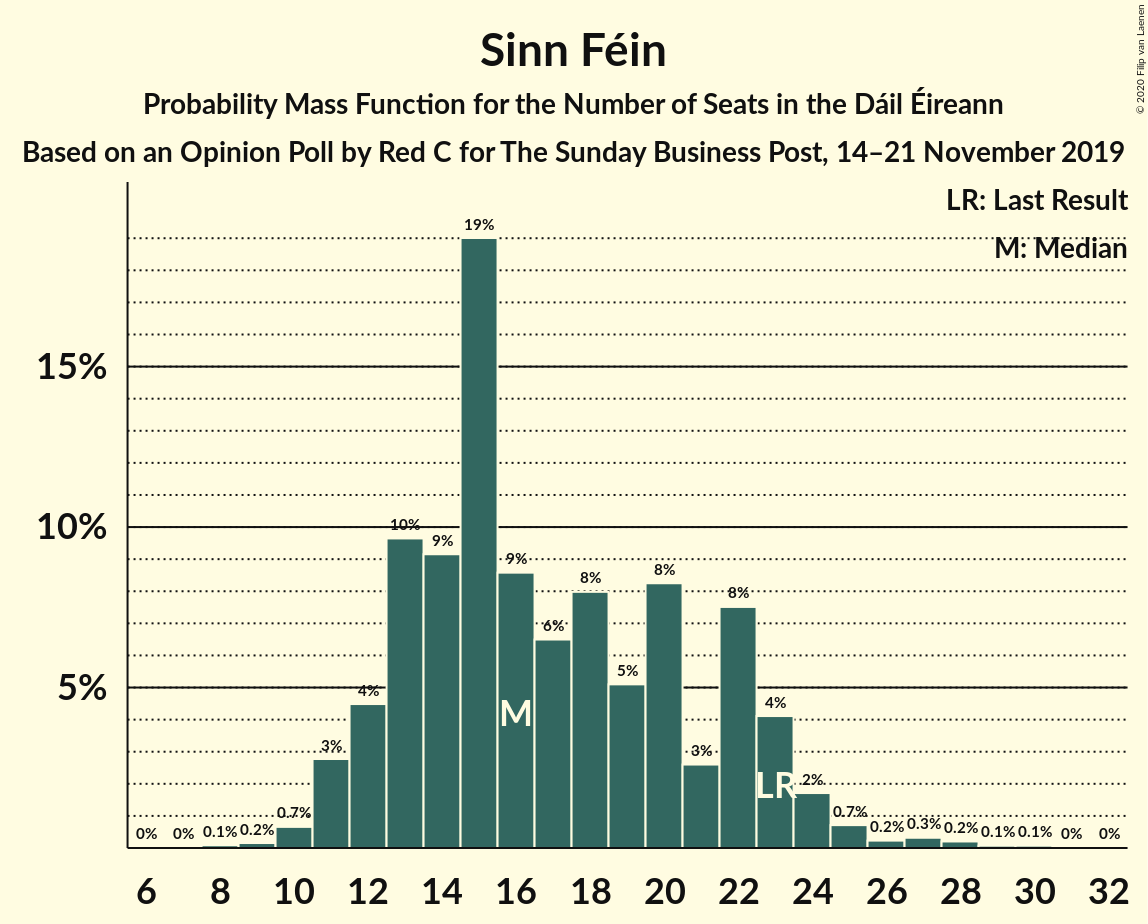 Sinn Féin
Probability Mass Function for the Number of Seats in the Dáil Éireann
Based on an Opinion Poll by Red C for The Sunday Business Post, 14–21 November 2019
© 2020 Filip van Laenen
LR: Last Result
M: Median
15%
10%
5%
0% 0% 0.1% 0.2% 0.7% 3% 4% 10% 9% 19% 9% 6% 8% 5% 8% 3% 8% 4% 2% 0.7% 0.2% 0.3% 0.2% 0.1% 0.1% 0% 0%
M
LR
6 8 10 12 14 16 18 20 22 24 26 28 30 32